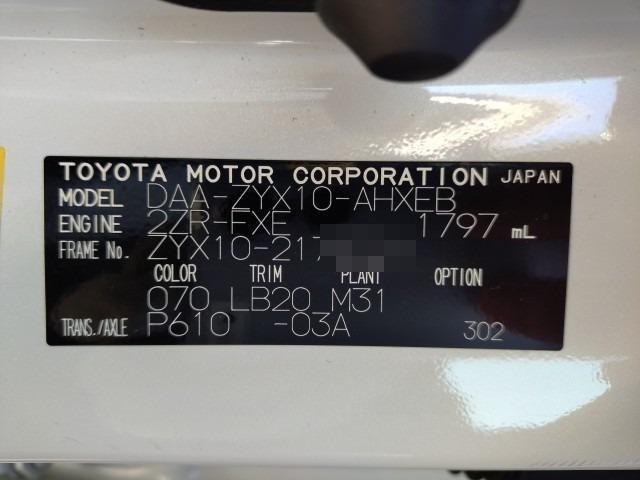 TOYOTA MOTOR CORPORATION JAPAN
MODEL DAA-ZYX10-AHXEB
ENGINE 2ZR-FXE 1797 mL
FRAME No. ZYX10-217
COLOR TRIM PLANT OPTION
070 LB20 M31
TRANS./AXLE P610 -03A 302